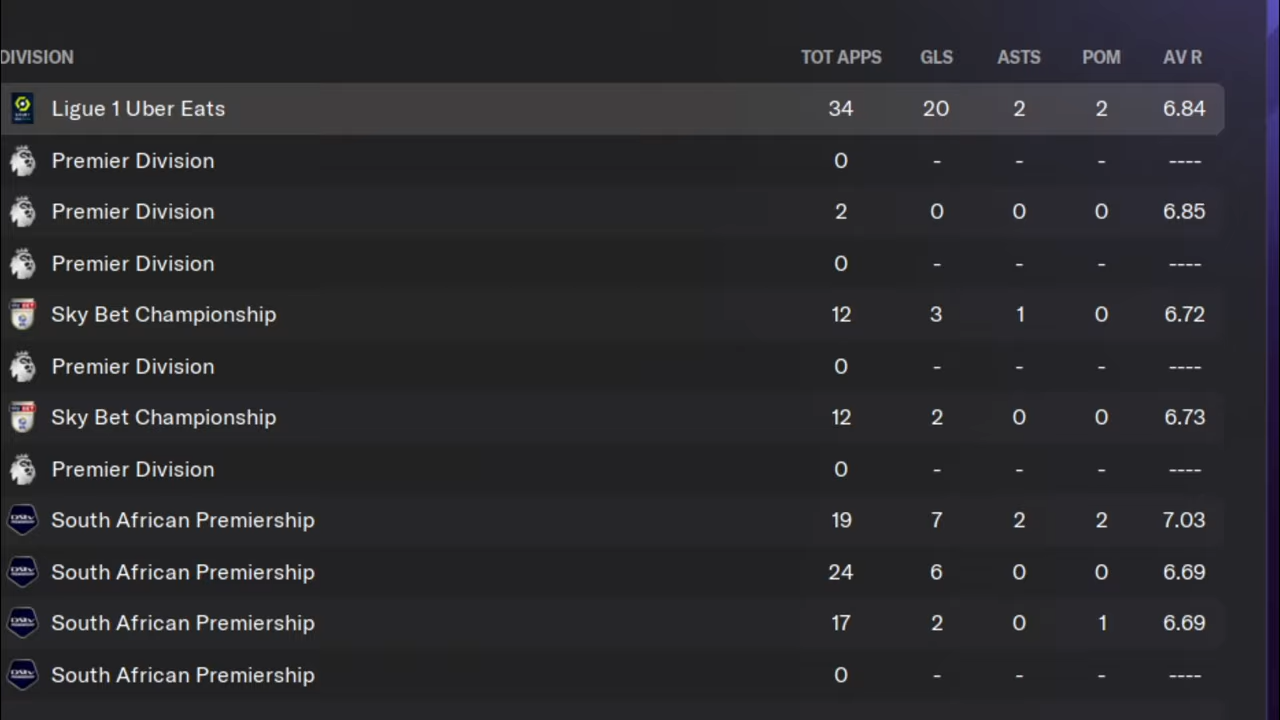 DIVISION TOT APPS GLS ASTS POM AV R
Ligue 1 Uber Eats 34 20 2 2 6.84
Premier Division 0 - - - ----
Premier Division 2 0 0 0 6.85
Premier Division 0 - - - ----
Sky Bet Championship 12 3 1 0 6.72
Premier Division 0 - - - ----
Sky Bet Championship 12 2 0 0 6.73
Premier Division 0 - - - ----
South African Premiership 19 7 2 2 7.03
South African Premiership 24 6 0 0 6.69
South African Premiership 17 2 0 1 6.69
South African Premiership 0 - - - ----